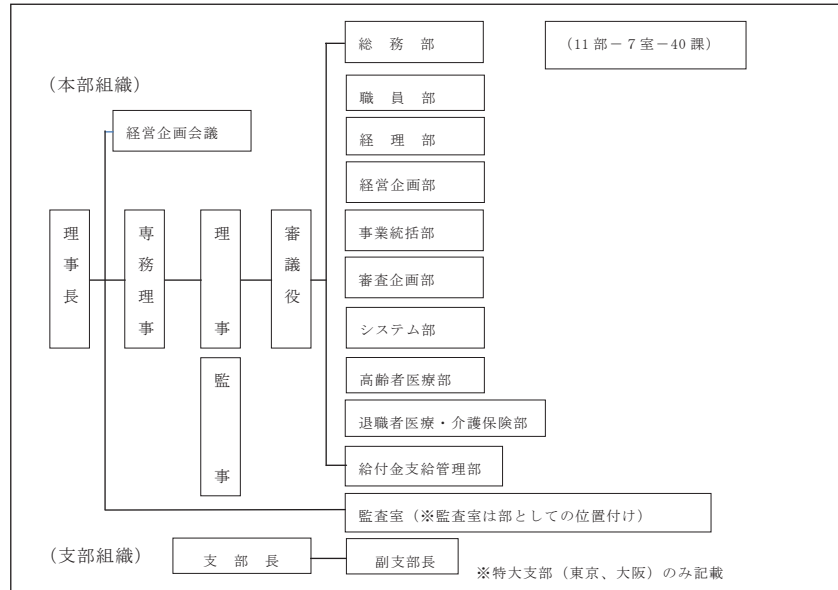 総 務 部
（11 部－7 室－40 課）
（本部組織）
職 員 部
経営企画会議
経 理 部
経営企画部
理事長
専務理事
理 事
審議役
事業統括部
審査企画部
システム部
監 事
高齢者医療部
退職者医療・介護保険部
給付金支給管理部
監査室（※監査室は部としての位置付け）
（支部組織）
支 部 長
副支部長
※特大支部（東京、大阪）のみ記載